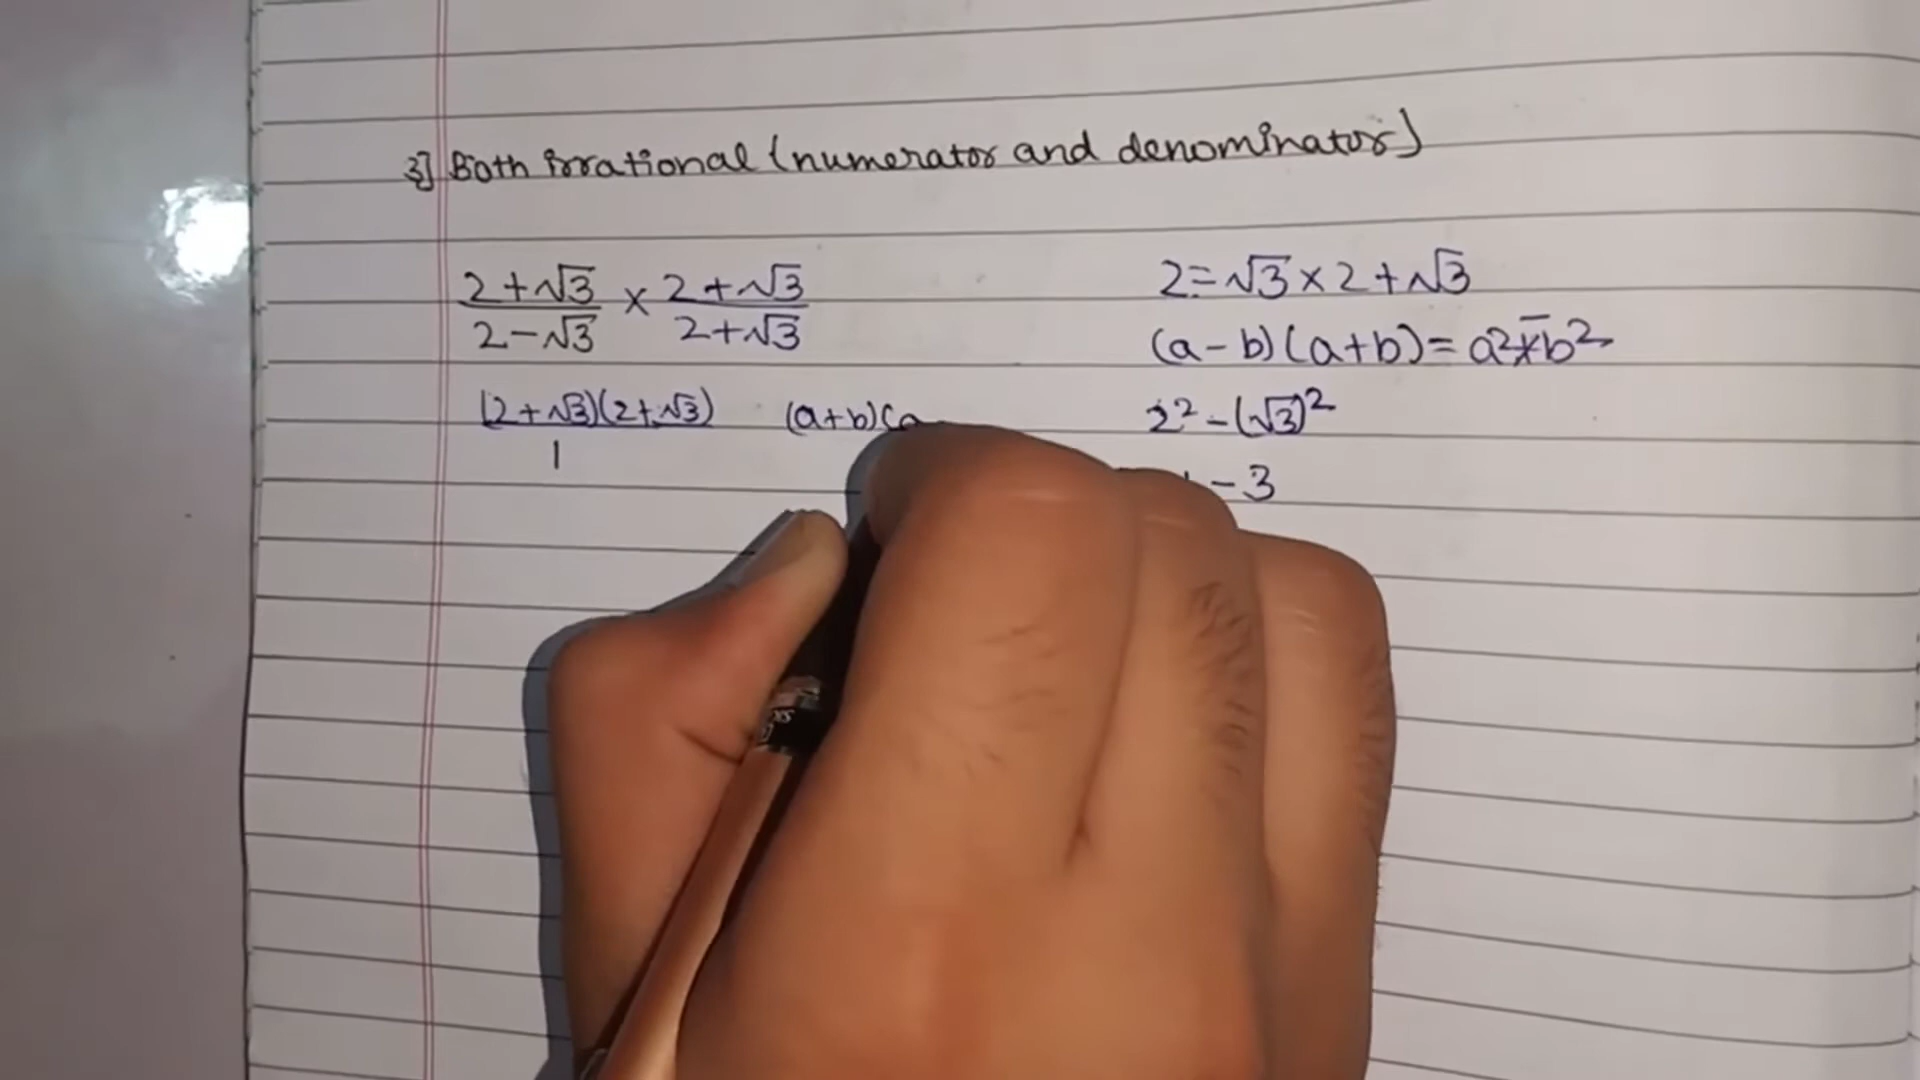 3] Both irrational (numerator and denominator)
2+√3/2-√3 × 2+√3/2+√3
(2+√3)(2+√3)/1 (a+b)(a
2=√3×2+√3
(a-b)(a+b)=a²-b²
2²-(√3)²
-3